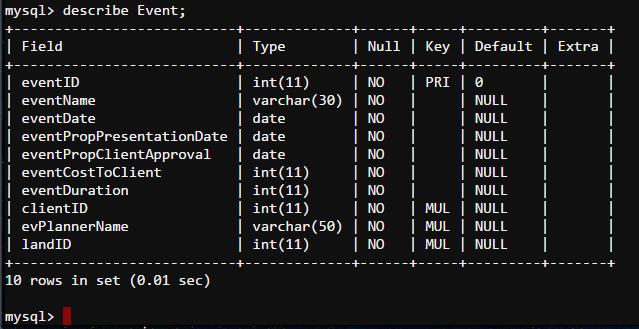 mysql> describe Event;
+--------------------------+-------------+------+-----+---------+-------+
| Field                    | Type        | Null | Key | Default | Extra |
+--------------------------+-------------+------+-----+---------+-------+
| eventID                  | int(11)     | NO   | PRI | 0       |       |
| eventName                | varchar(30) | NO   |     | NULL    |       |
| eventDate                | date        | NO   |     | NULL    |       |
| eventPropPresentationDate| date        | NO   |     | NULL    |       |
| eventPropClientApproval  | date        | NO   |     | NULL    |       |
| eventCostToClient        | int(11)     | NO   |     | NULL    |       |
| eventDuration            | int(11)     | NO   |     | NULL    |       |
| clientID                 | int(11)     | NO   | MUL | NULL    |       |
| evPlannerName            | varchar(50) | NO   | MUL | NULL    |       |
| landID                   | int(11)     | NO   | MUL | NULL    |       |
+--------------------------+-------------+------+-----+---------+-------+
10 rows in set (0.01 sec)
mysql>